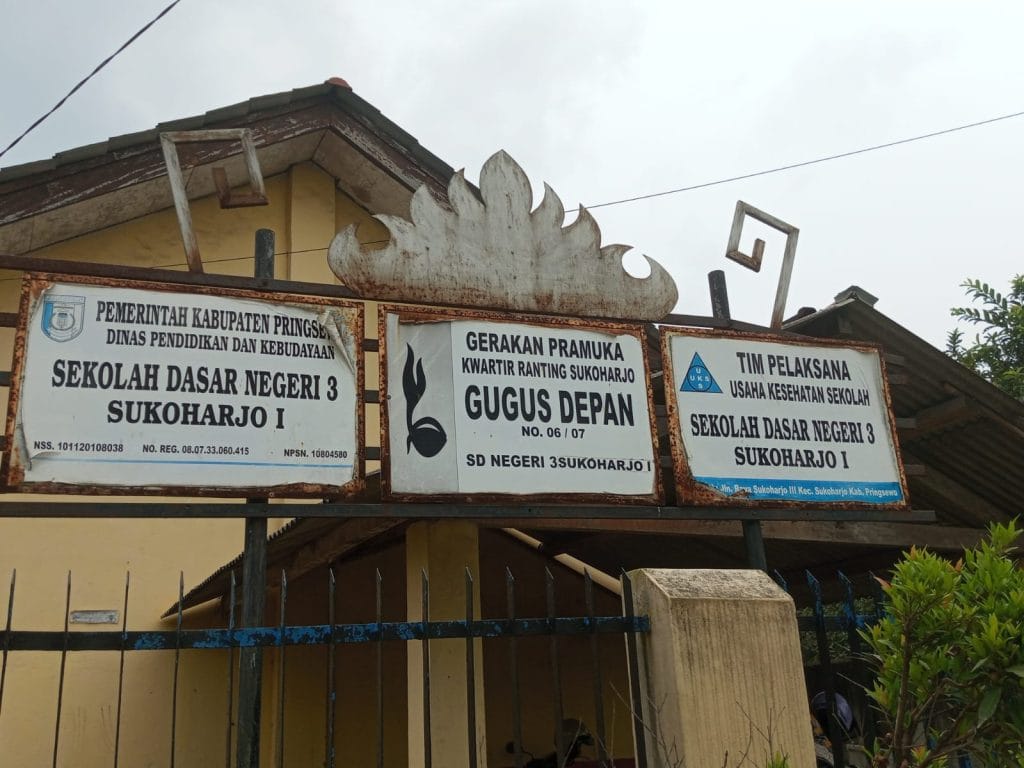 PEMERINTAH KABUPATEN
DINAS PENDIDIKAN DAN KEBUDAYAAN
SEKOLAH DASAR NEGERI 3
SUKOHARJO I
NSS. 101120108038 NO. REG. 08.07.33.060.415 NPSN. 10804580
GERAKAN PRAMUKA
KWARTIR RANTING SUKOHARJO
GUGUS DEPAN
NO. 06 / 07
SD NEGERI 3SUKOHARJO I
UKS
TIM PELAKSANA
USAHA KESEHATAN SEKOLAH
SEKOLAH DASAR NEGERI 3
SUKOHARJO I
Jln. Raya Sukoharjo III Kec. Sukoharjo Kab. Pringsewu